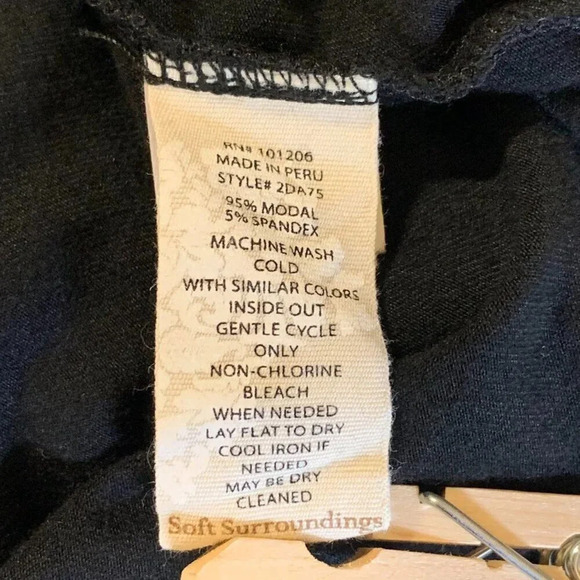 RN# 101206
MADE IN PERU
STYLE# 2DA75
95% MODAL
5% SPANDEX
MACHINE WASH
COLD
WITH SIMILAR COLORS
INSIDE OUT
GENTLE CYCLE
ONLY
NON-CHLORINE
BLEACH
WHEN NEEDED
LAY FLAT TO DRY
COOL IRON IF
NEEDED
MAY BE DRY
CLEANED
Soft Surroundings